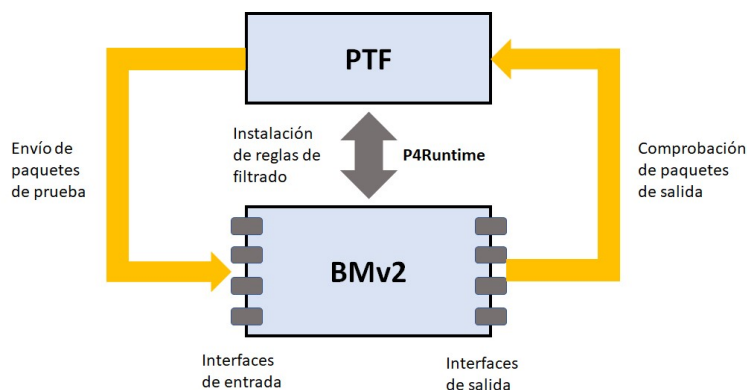 PTF
Envío de
paquetes
de prueba
Instalación
de reglas de
filtrado
P4Runtime
Comprobación
de paquetes
de salida
BMv2
Interfaces
de entrada
Interfaces
de salida